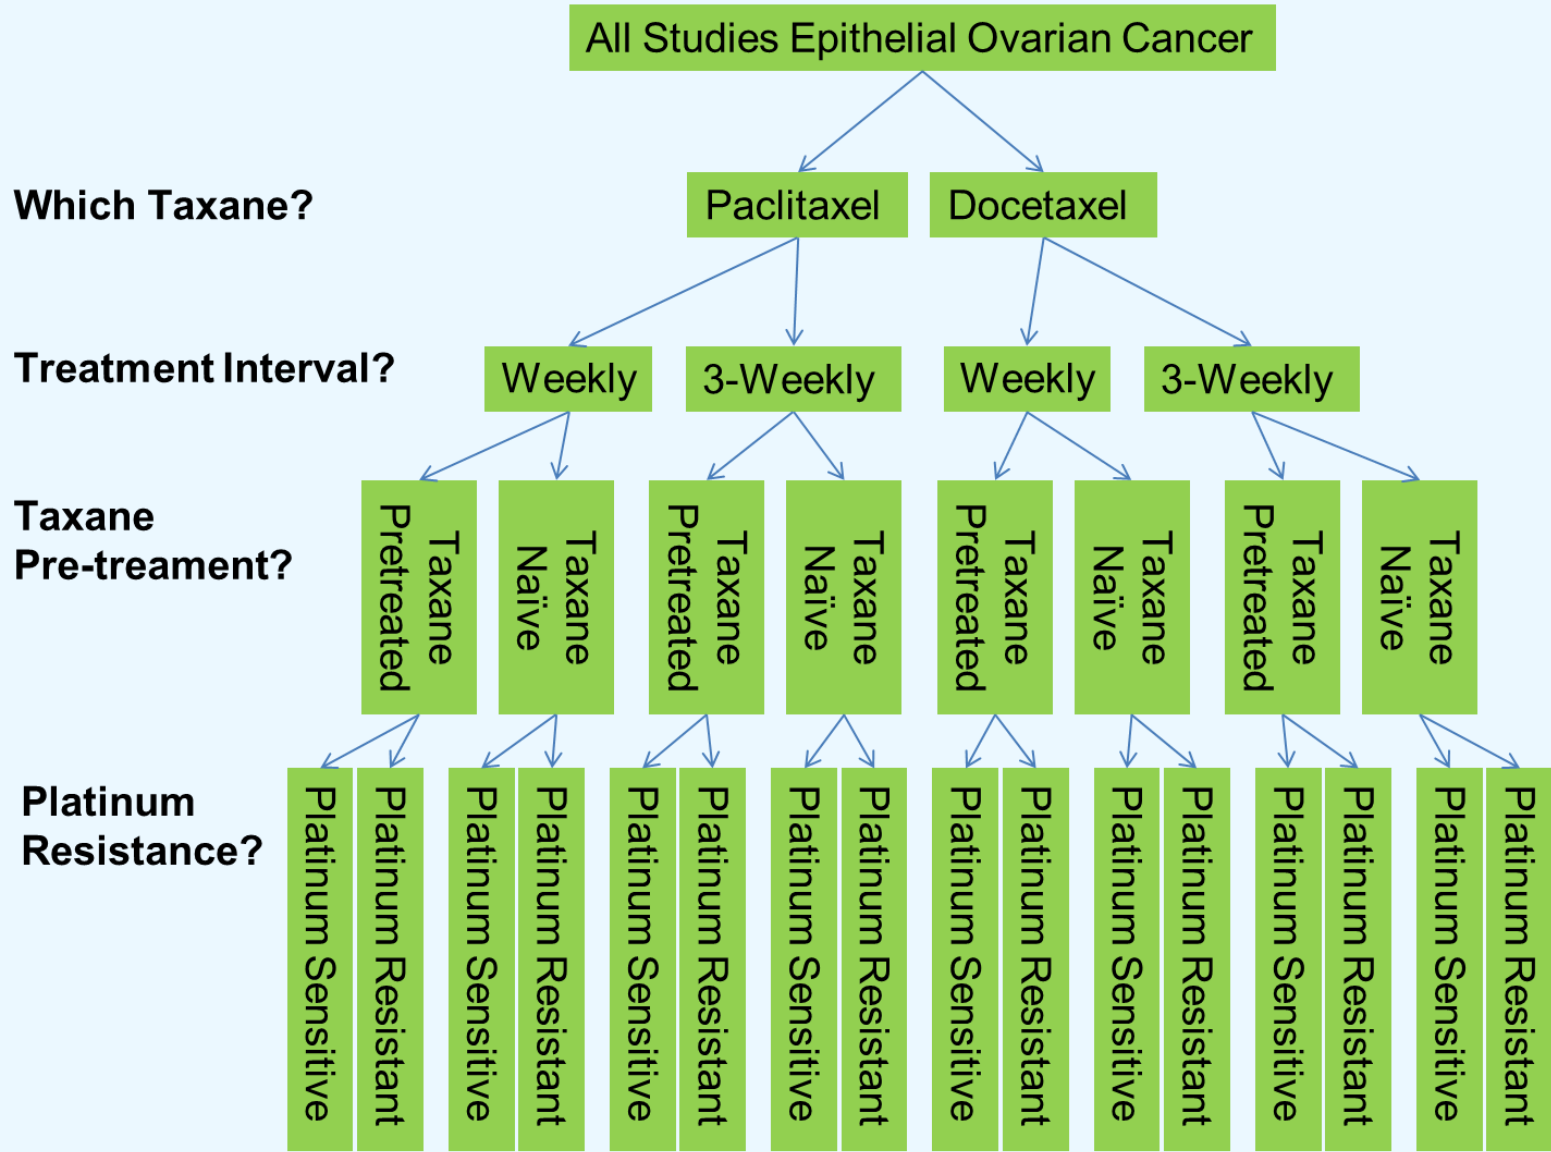 All Studies Epithelial Ovarian Cancer
Which Taxane?
Paclitaxel
Docetaxel
Treatment Interval?
Weekly
3-Weekly
Weekly
3-Weekly
Taxane
Pre-treament?
Taxane
Pretreated
Taxane
Naïve
Taxane
Pretreated
Taxane
Naïve
Taxane
Pretreated
Taxane
Naïve
Taxane
Pretreated
Taxane
Naïve
Platinum
Resistance?
Platinum Sensitive
Platinum Resistant
Platinum Sensitive
Platinum Resistant
Platinum Sensitive
Platinum Resistant
Platinum Sensitive
Platinum Resistant
Platinum Sensitive
Platinum Resistant
Platinum Sensitive
Platinum Resistant
Platinum Sensitive
Platinum Resistant
Platinum Sensitive
Platinum Resistant